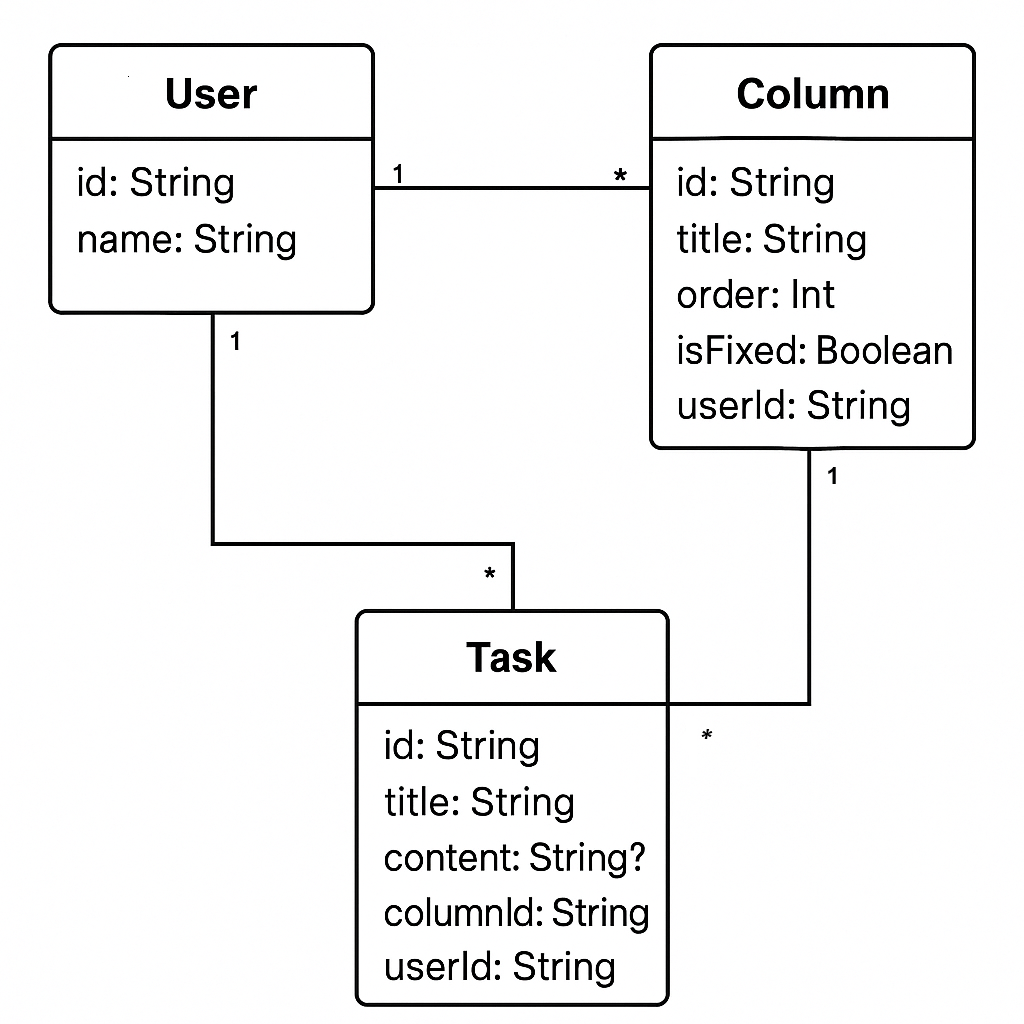 User
id: String
name: String
1
*
1
Column
id: String
title: String
order: Int
isFixed: Boolean
userId: String
1
*
Task
id: String
title: String
content: String?
columnId: String
userId: String
*